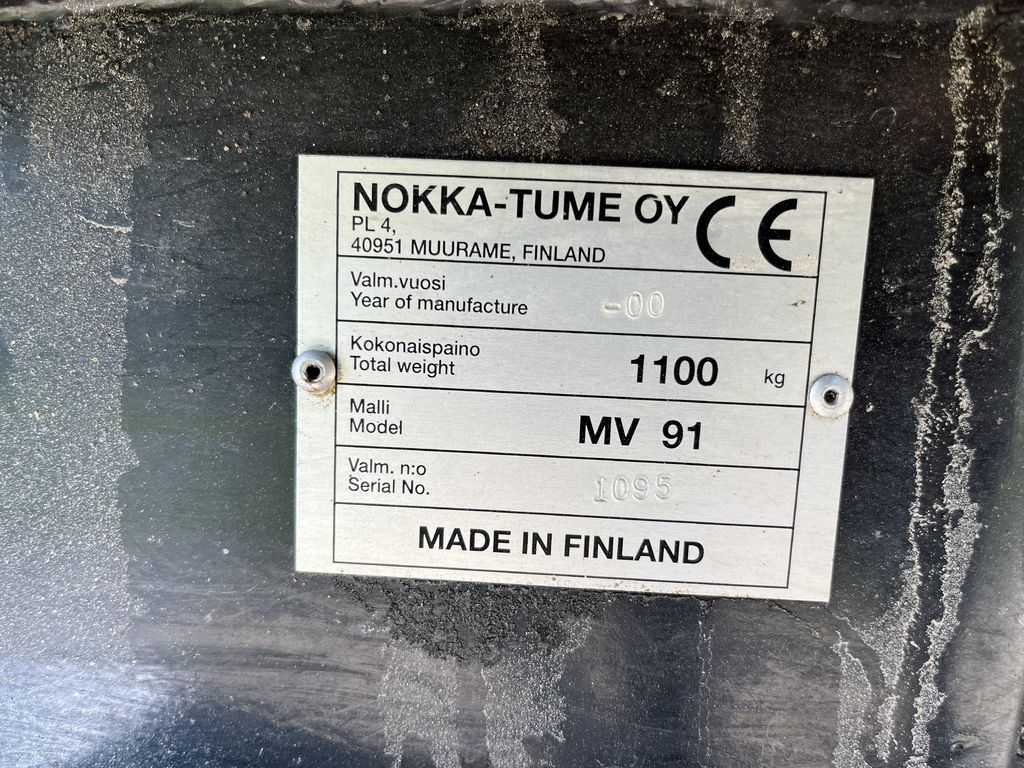 NOKKA-TUME OY CE
PL 4,
40951 MUURAME, FINLAND
Valm.vuosi
Year of manufacture -00
Kokonaispaino
Total weight 1100 kg
Malli
Model MV 91
Valm. n:o
Serial No. 1095
MADE IN FINLAND